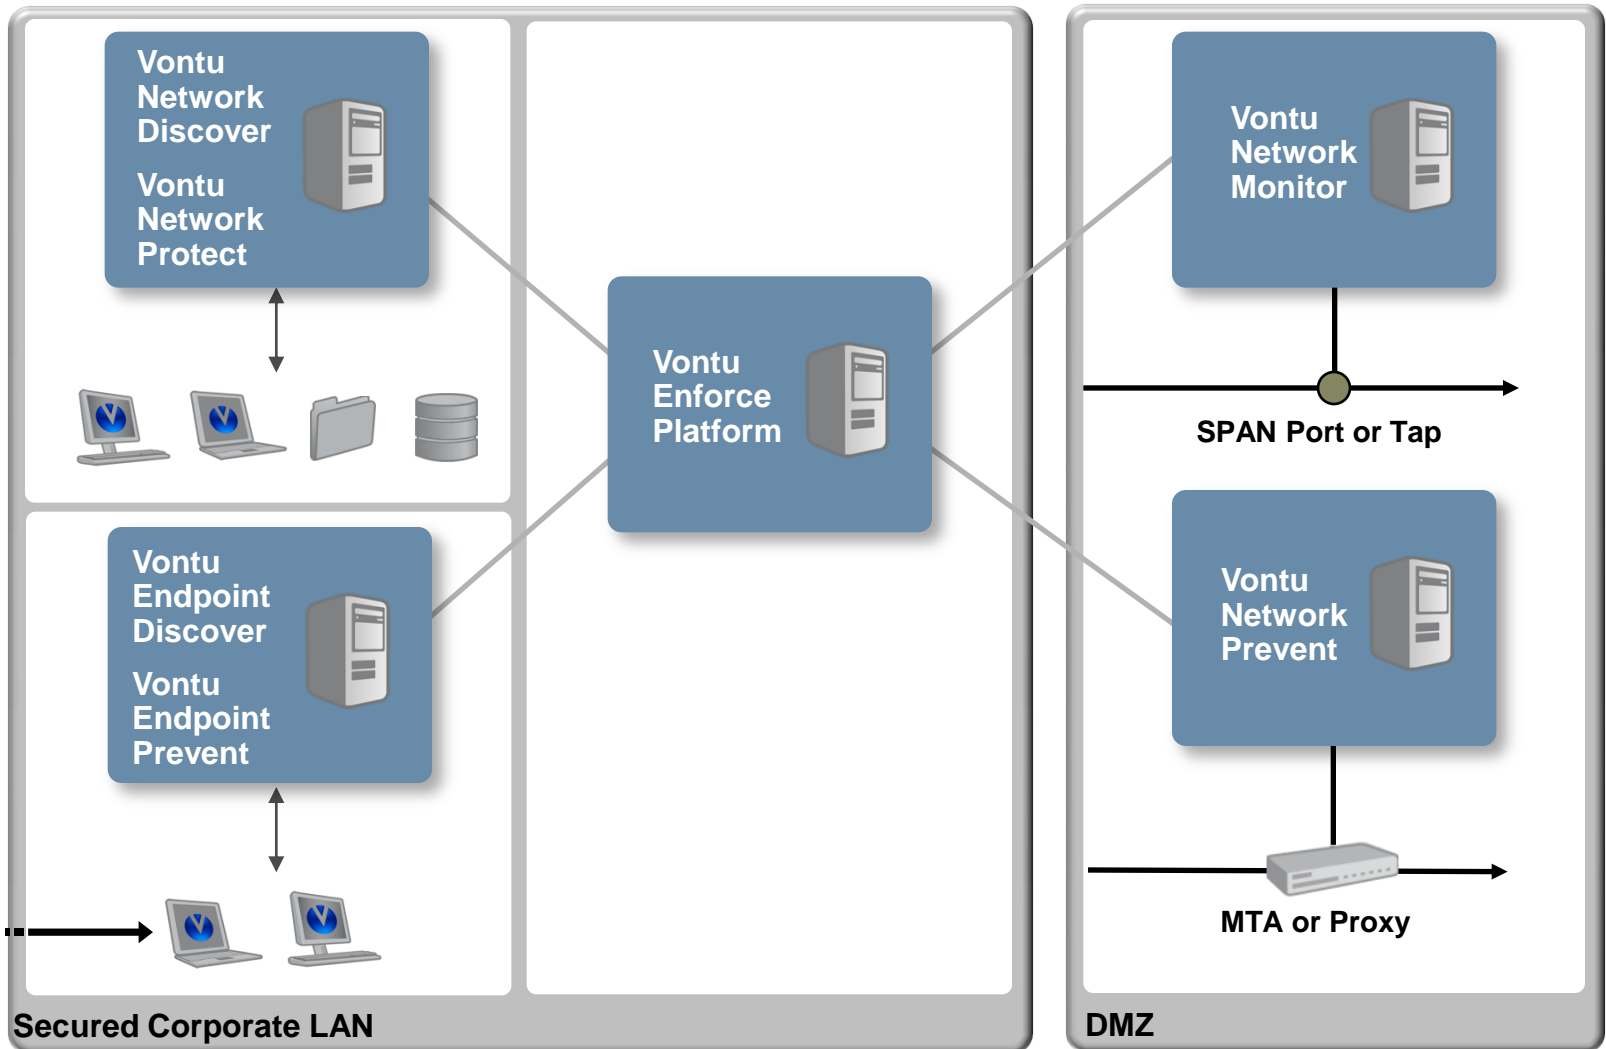 Vontu
Network
Discover
Vontu
Network
Protect
Vontu
Endpoint
Discover
Vontu
Endpoint
Prevent
Secured Corporate LAN
Vontu
Enforce
Platform
Vontu
Network
Monitor
SPAN Port or Tap
Vontu
Network
Prevent
MTA or Proxy
DMZ